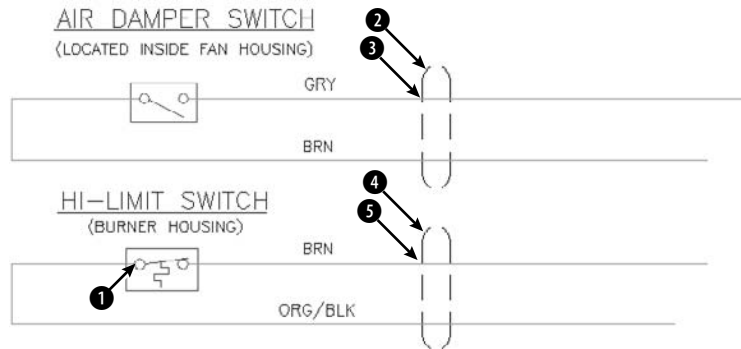 AIR DAMPER SWITCH
(LOCATED INSIDE FAN HOUSING)
2
3
GRY
BRN
HI-LIMIT SWITCH
(BURNER HOUSING)
4
5
BRN
1
ORG/BLK